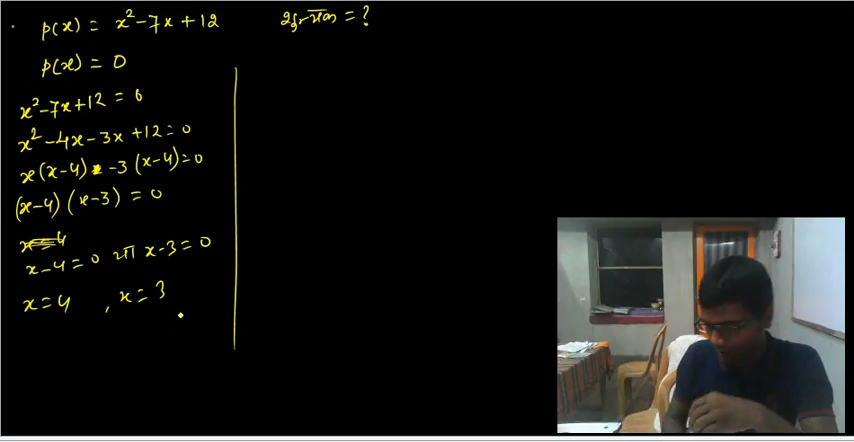 p(x) = x² - 7x + 12
= ?
p(x) = 0
x² - 7x + 12 = 0
x² - 4x - 3x + 12 = 0
x(x-4) - 3(x-4) = 0
(x-4)(x-3) = 0
x = 4
x - 4 = 0 x - 3 = 0
x = 4 , x = 3